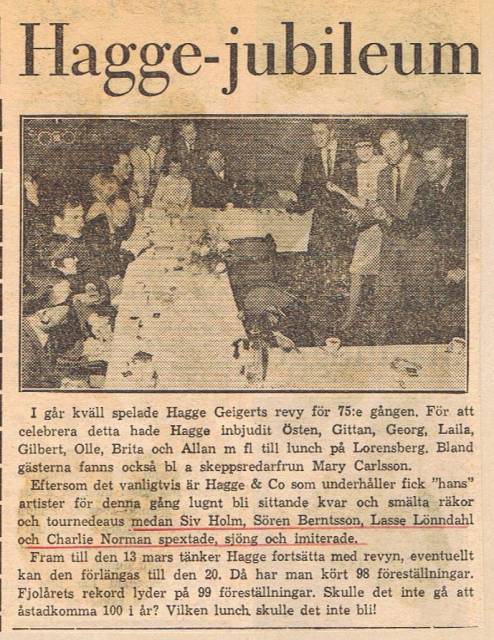 Hagge-jubileum
I går kväll spelade Hagge Geigerts revy för 75:e gången. För att
celebrera detta hade Hagge inbjudit Östen, Gittan, Georg, Laila,
Gilbert, Olle, Brita och Allan m fl till lunch på Lorensberg. Bland
gästerna fanns också bl a skeppsredarfrun Mary Carlsson.
Eftersom det vanligtvis är Hagge & Co som underhåller fick "hans"
artister för denna gång lugnt bli sittande kvar och smälta räkor
och tournedeaus medan Siv Holm, Sören Berntsson, Lasse Lönndahl
och Charlie Norman spextade, sjöng och imiterade.
Fram till den 13 mars tänker Hagge fortsätta med revyn, eventuellt
kan den förlängas till den 20. Då har man kört 98 föreställningar.
Fjolårets rekord lyder på 99 föreställningar. Skulle det inte gå att
åstadkomma 100 i år? Vilken lunch skulle det inte bli!